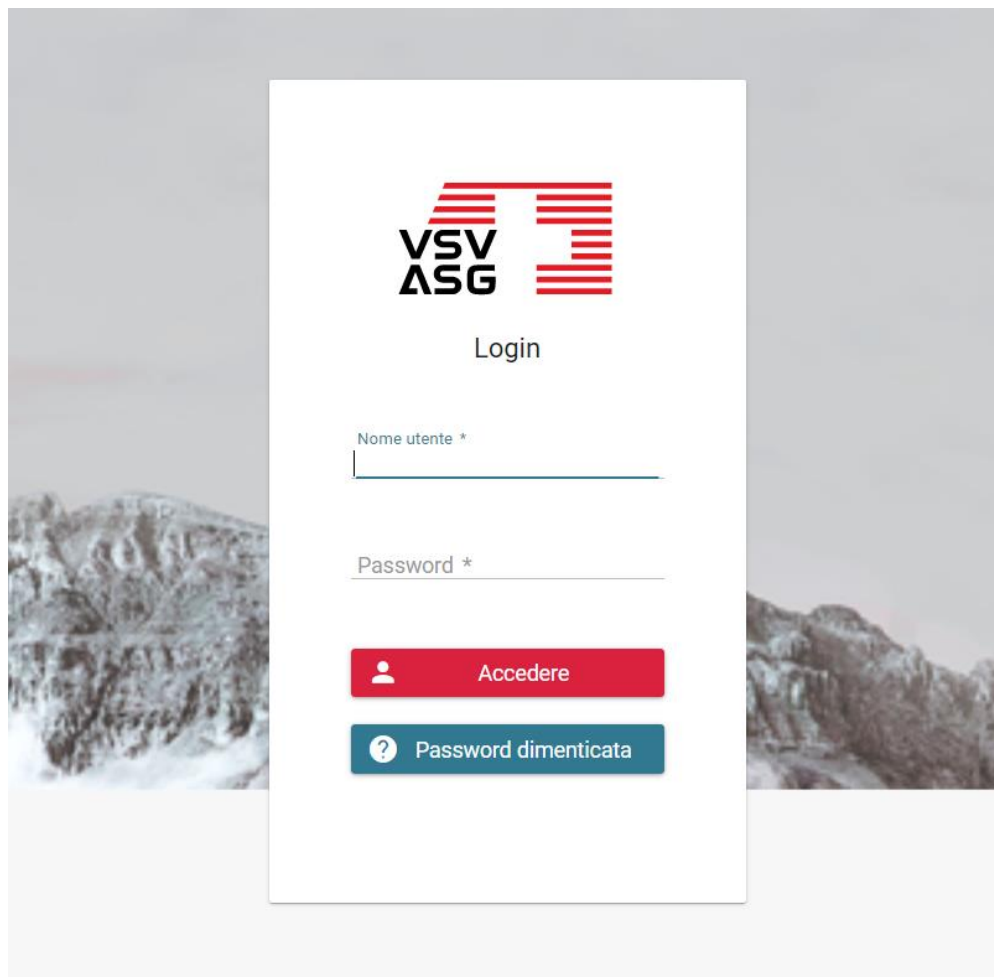 VSV
ASG
Login
Nome utente *
Password *
Accedere
? Password dimenticata